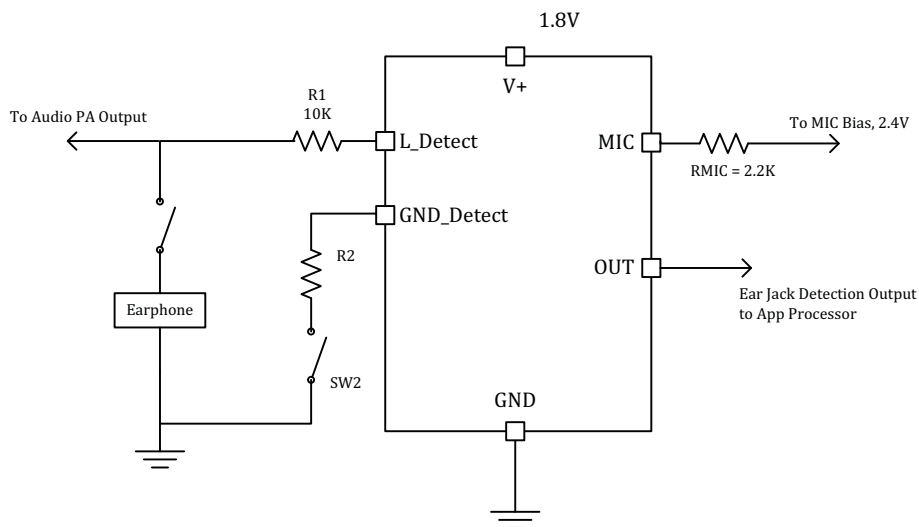 1.8V
V+
R1
10K
To Audio PA Output
L_Detect
MIC
To MIC Bias, 2.4V
RMIC = 2.2K
GND_Detect
R2
OUT
Ear Jack Detection Output
to App Processor
Earphone
SW2
GND